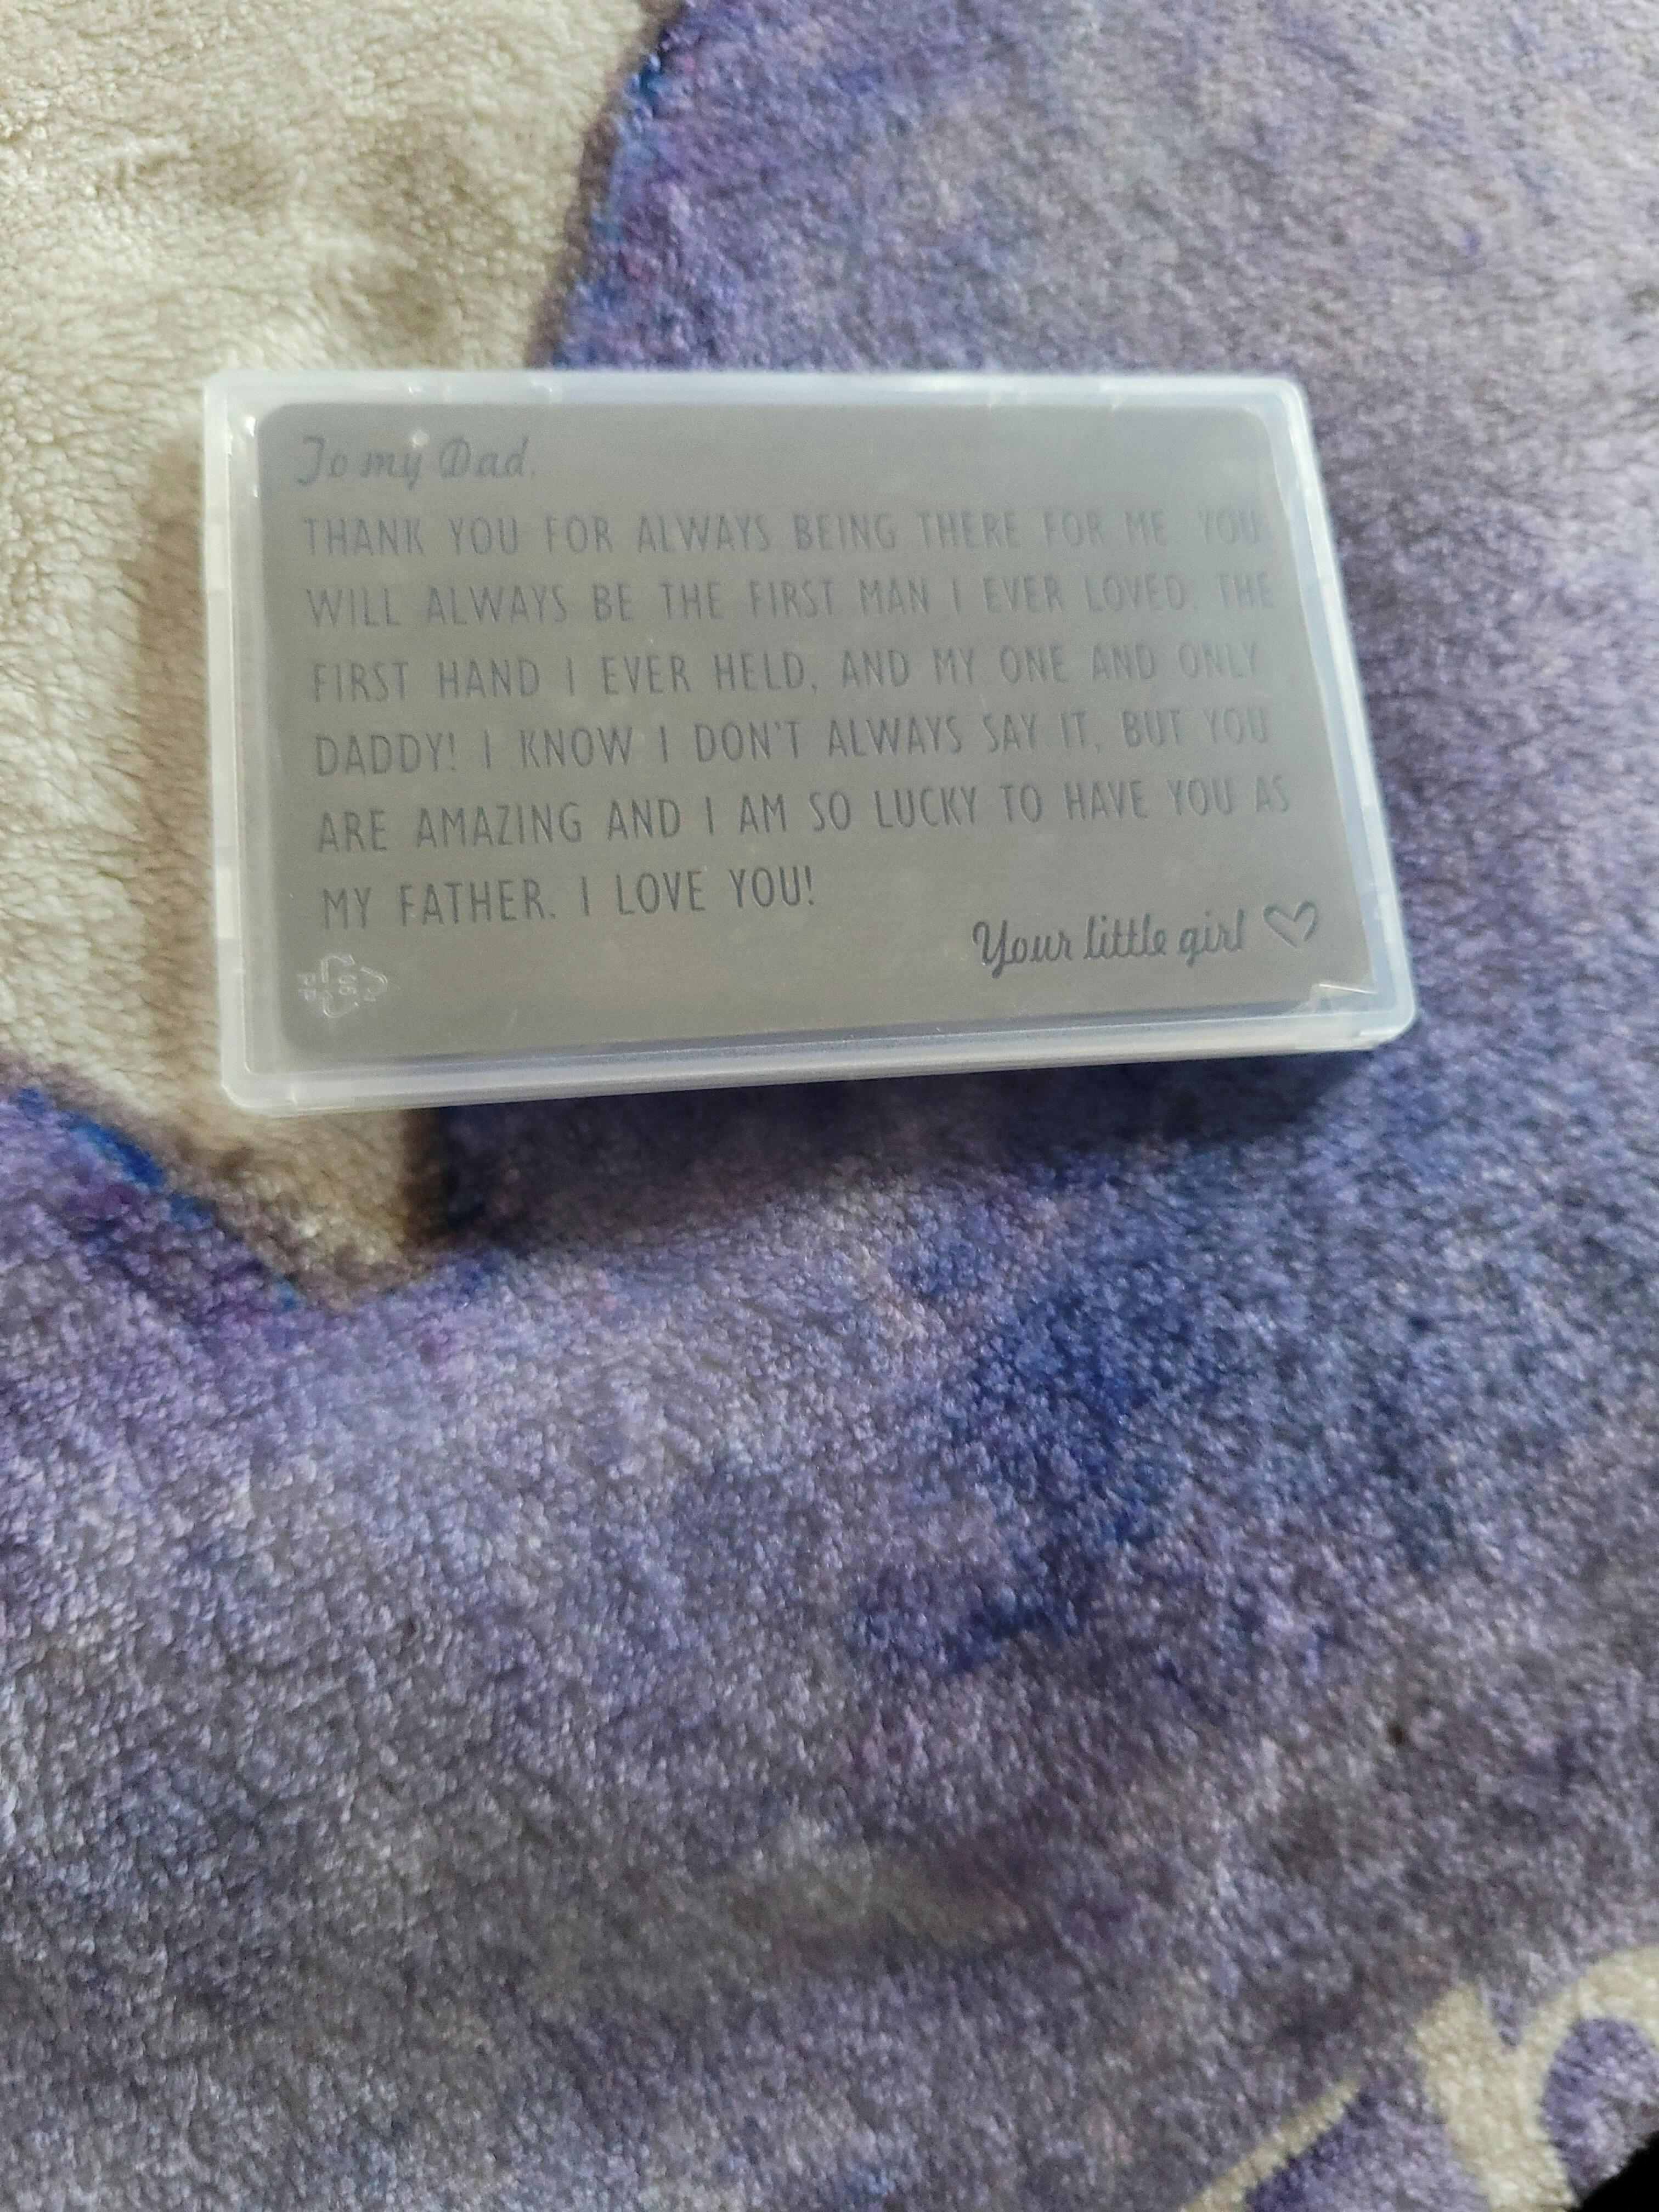 To my Dad,
THANK YOU FOR ALWAYS BEING THERE FOR ME. YOU
WILL ALWAYS BE THE FIRST MAN I EVER LOVED, THE
FIRST HAND I EVER HELD, AND MY ONE AND ONLY
DADDY! I KNOW I DON'T ALWAYS SAY IT, BUT YOU
ARE AMAZING AND I AM SO LUCKY TO HAVE YOU AS
MY FATHER. I LOVE YOU!
Your little girl ♡
PP